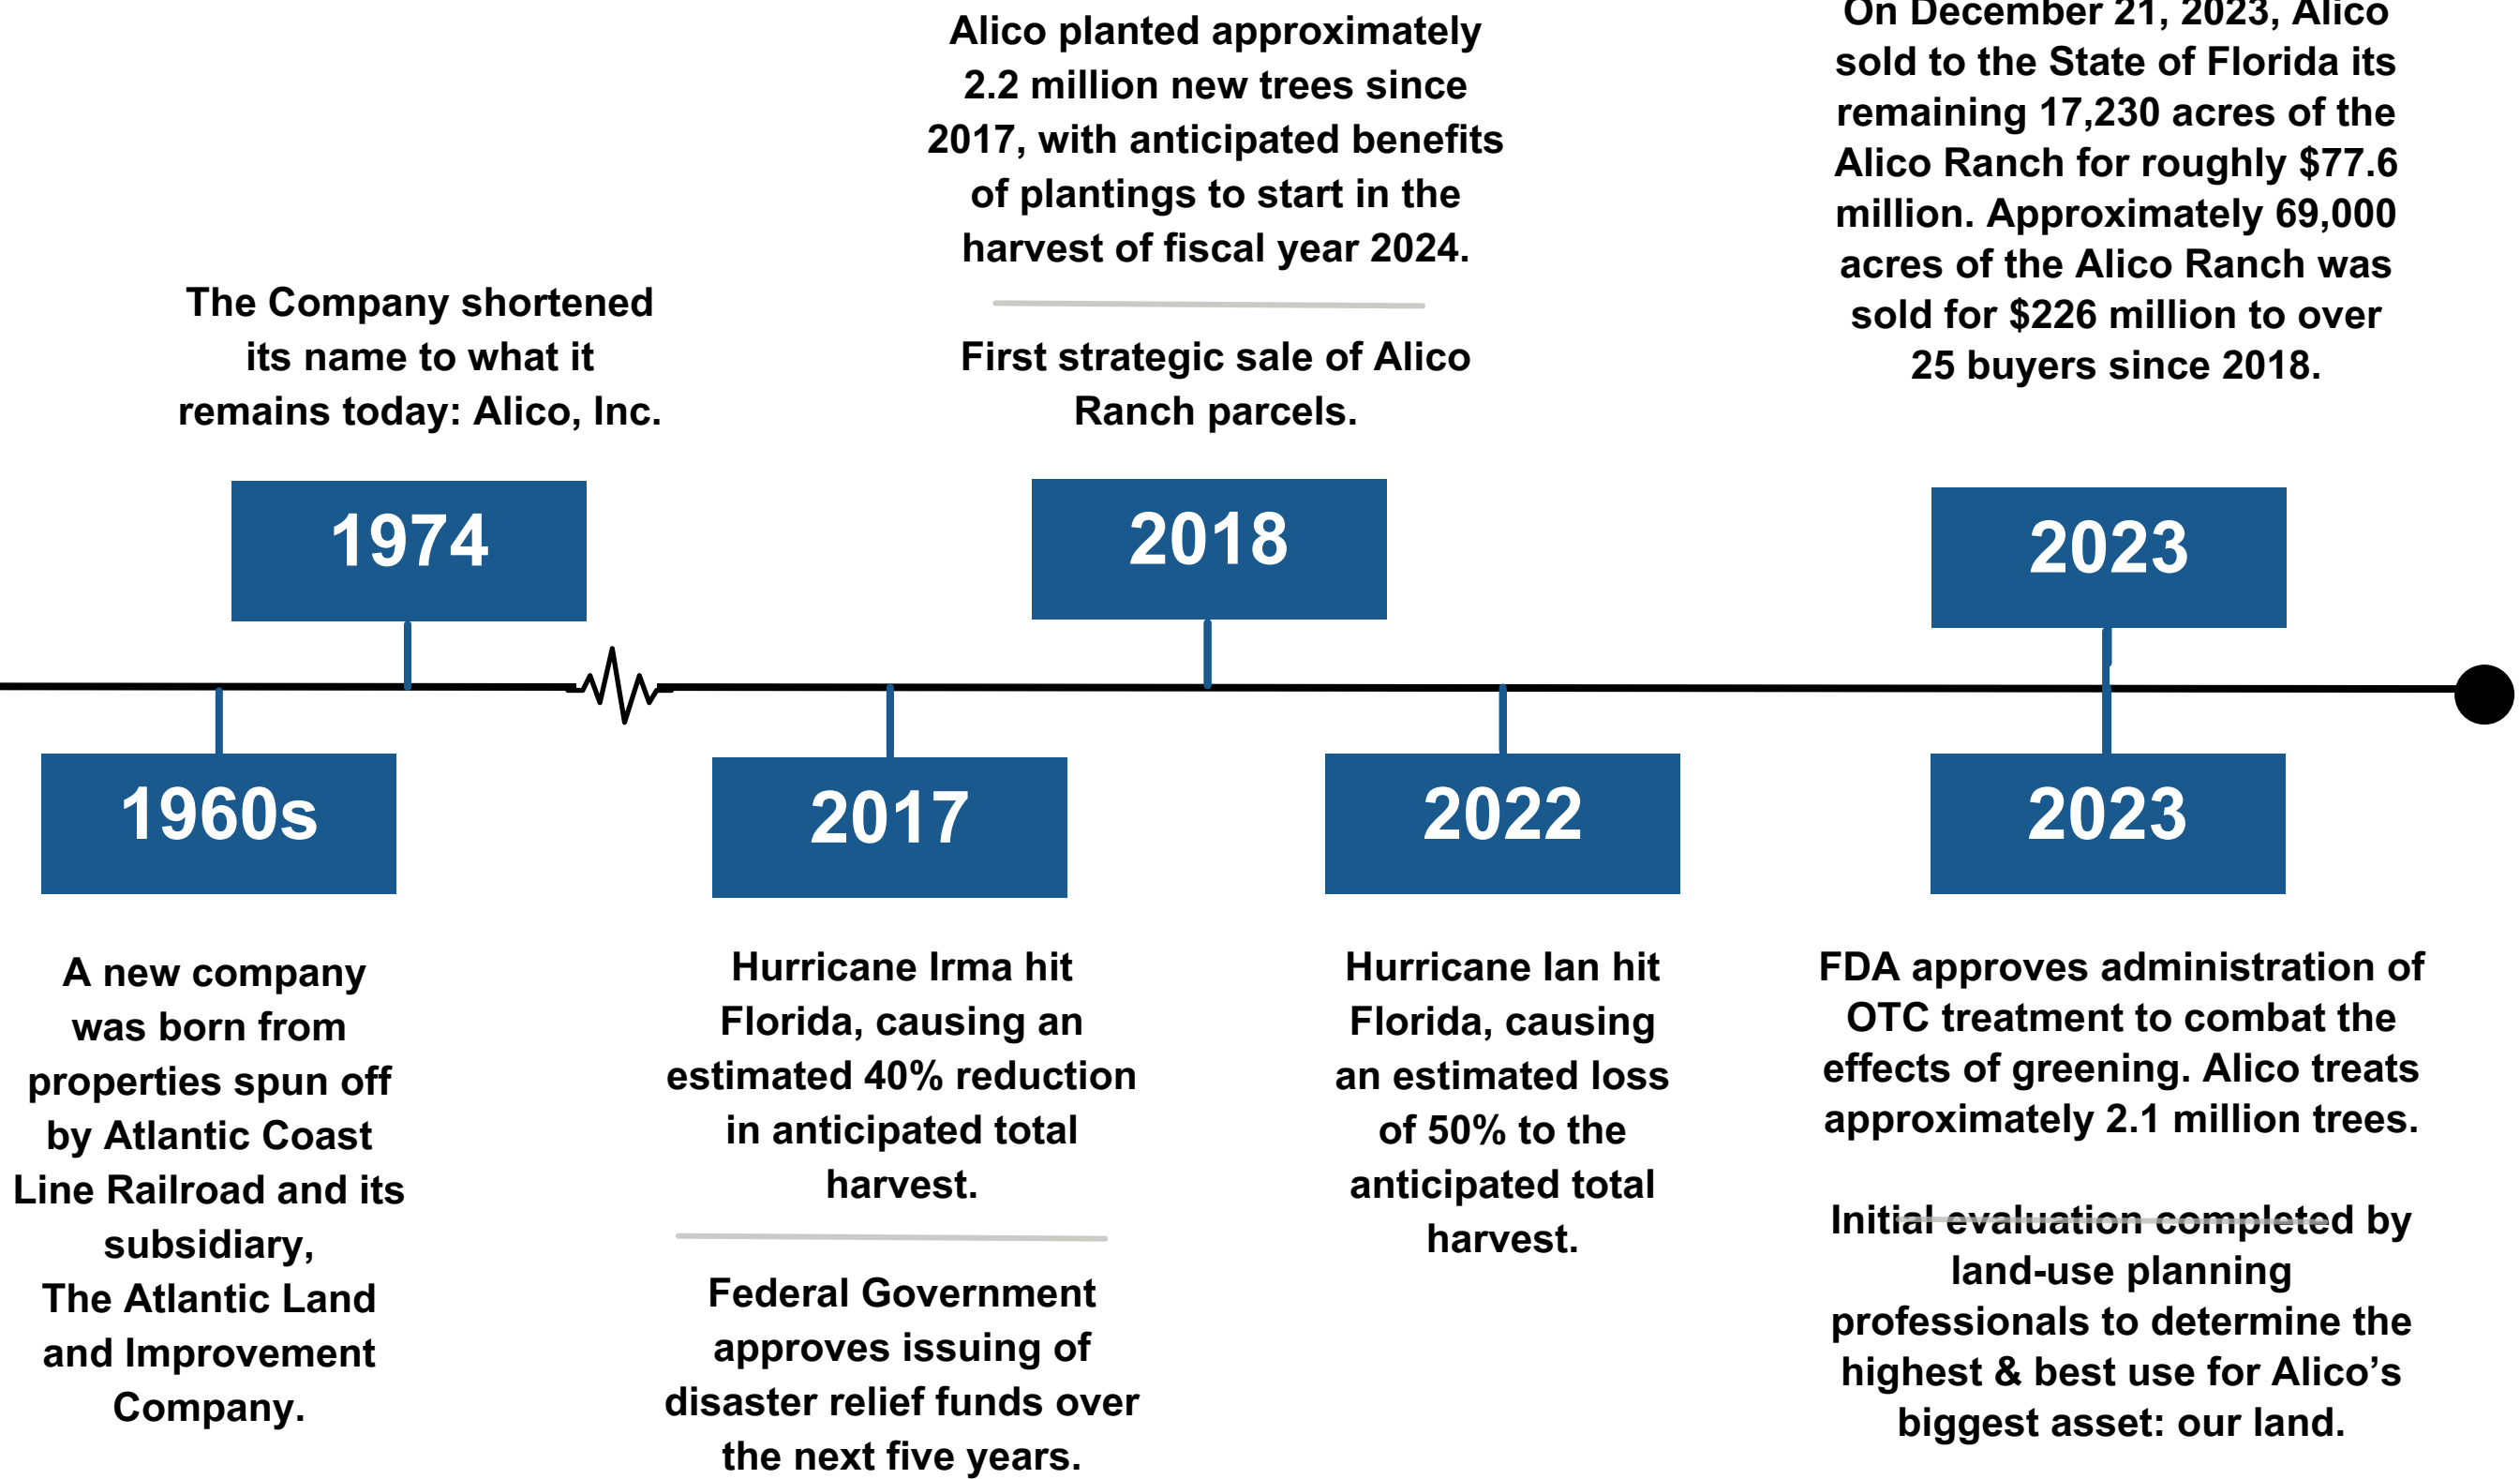 The Company shortened
its name to what it
remains today: Alico, Inc.
1974
Alico planted approximately
2.2 million new trees since
2017, with anticipated benefits
of plantings to start in the
harvest of fiscal year 2024.
First strategic sale of Alico
Ranch parcels.
2018
On December 21, 2023, Alico
sold to the State of Florida its
remaining 17,230 acres of the
Alico Ranch for roughly $77.6
million. Approximately 69,000
acres of the Alico Ranch was
sold for $226 million to over
25 buyers since 2018.
2023
1960s
A new company
was born from
properties spun off
by Atlantic Coast
Line Railroad and its
subsidiary,
The Atlantic Land
and Improvement
Company.
2017
Hurricane Irma hit
Florida, causing an
estimated 40% reduction
in anticipated total
harvest.
Federal Government
approves issuing of
disaster relief funds over
the next five years.
2022
Hurricane Ian hit
Florida, causing
an estimated loss
of 50% to the
anticipated total
harvest.
2023
FDA approves administration of
OTC treatment to combat the
effects of greening. Alico treats
approximately 2.1 million trees.
Initial evaluation completed by
land-use planning
professionals to determine the
highest & best use for Alico’s
biggest asset: our land.